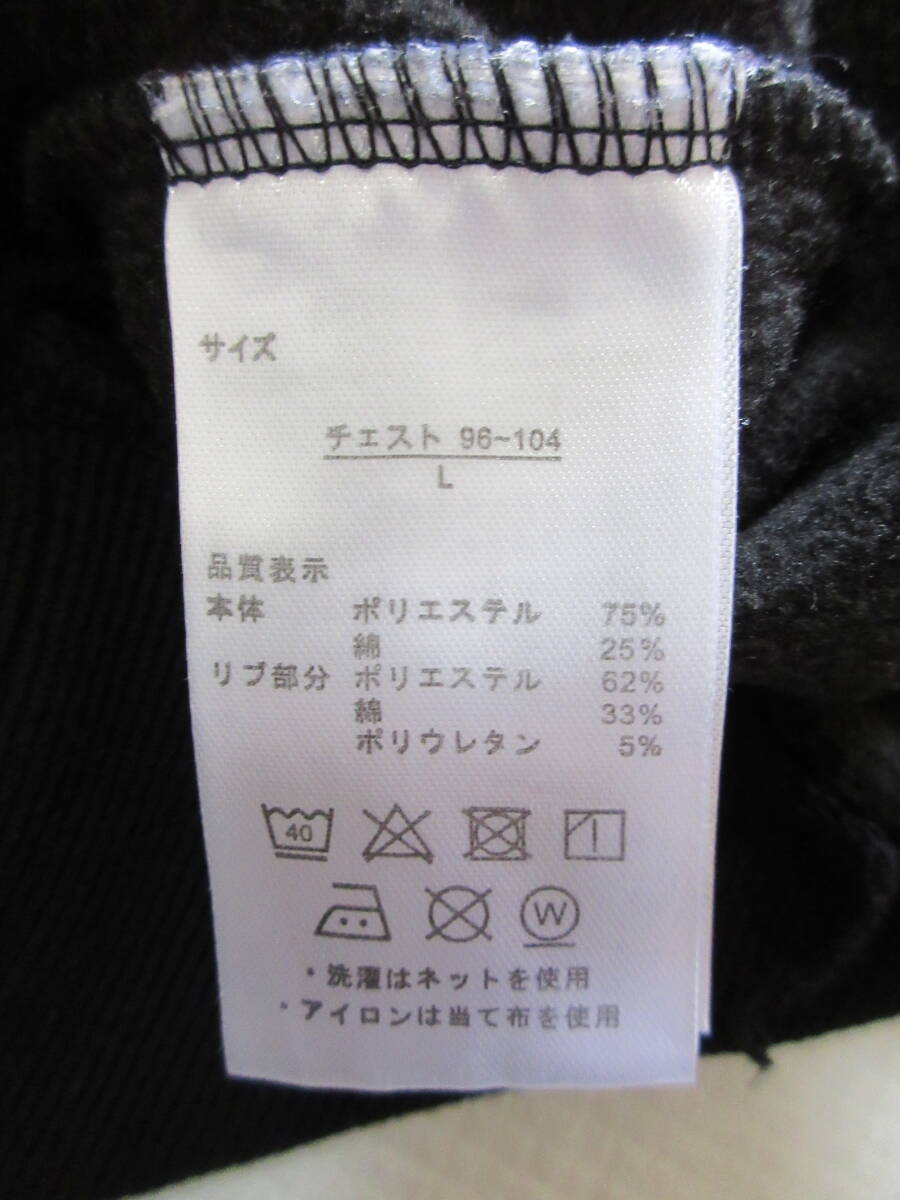 サイズ
チェスト 96~104
L
品質表示
本体 ポリエステル 75%
綿 25%
リブ部分 ポリエステル 62%
綿 33%
ポリウレタン 5%
40
W
・洗濯はネットを使用
・アイロンは当て布を使用